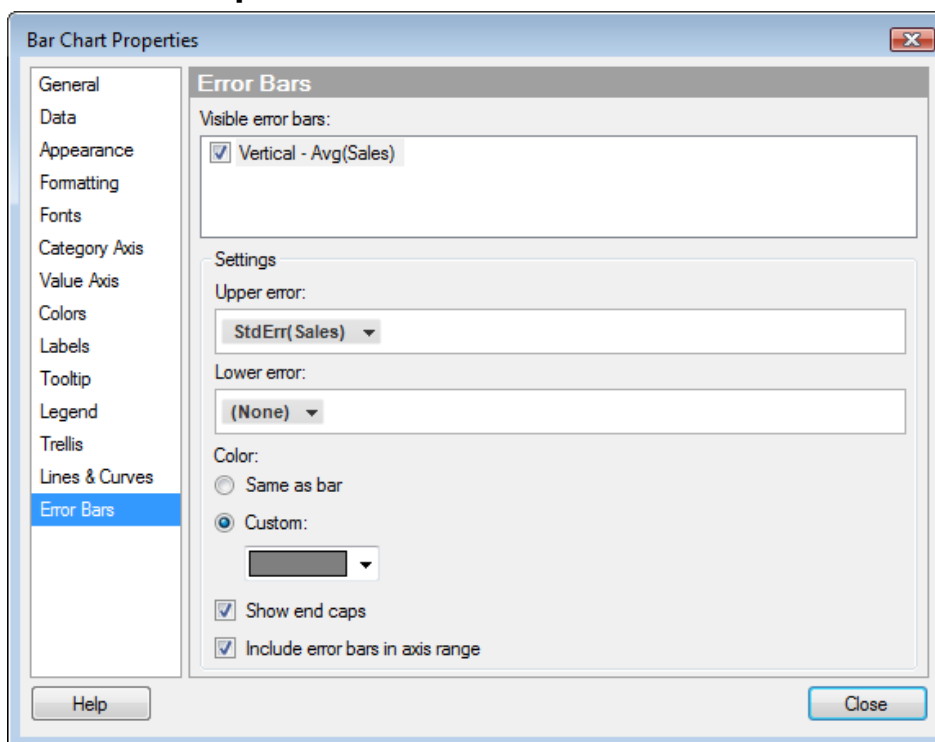 Bar Chart Properties
General
Data
Appearance
Formatting
Fonts
Category Axis
Value Axis
Colors
Labels
Tooltip
Legend
Trellis
Lines & Curves
Error Bars
Error Bars
Visible error bars:
Vertical - Avg(Sales)
Settings
Upper error:
StdErr(Sales)
Lower error:
(None)
Color:
Same as bar
Custom:
Show end caps
Include error bars in axis range
Help
Close